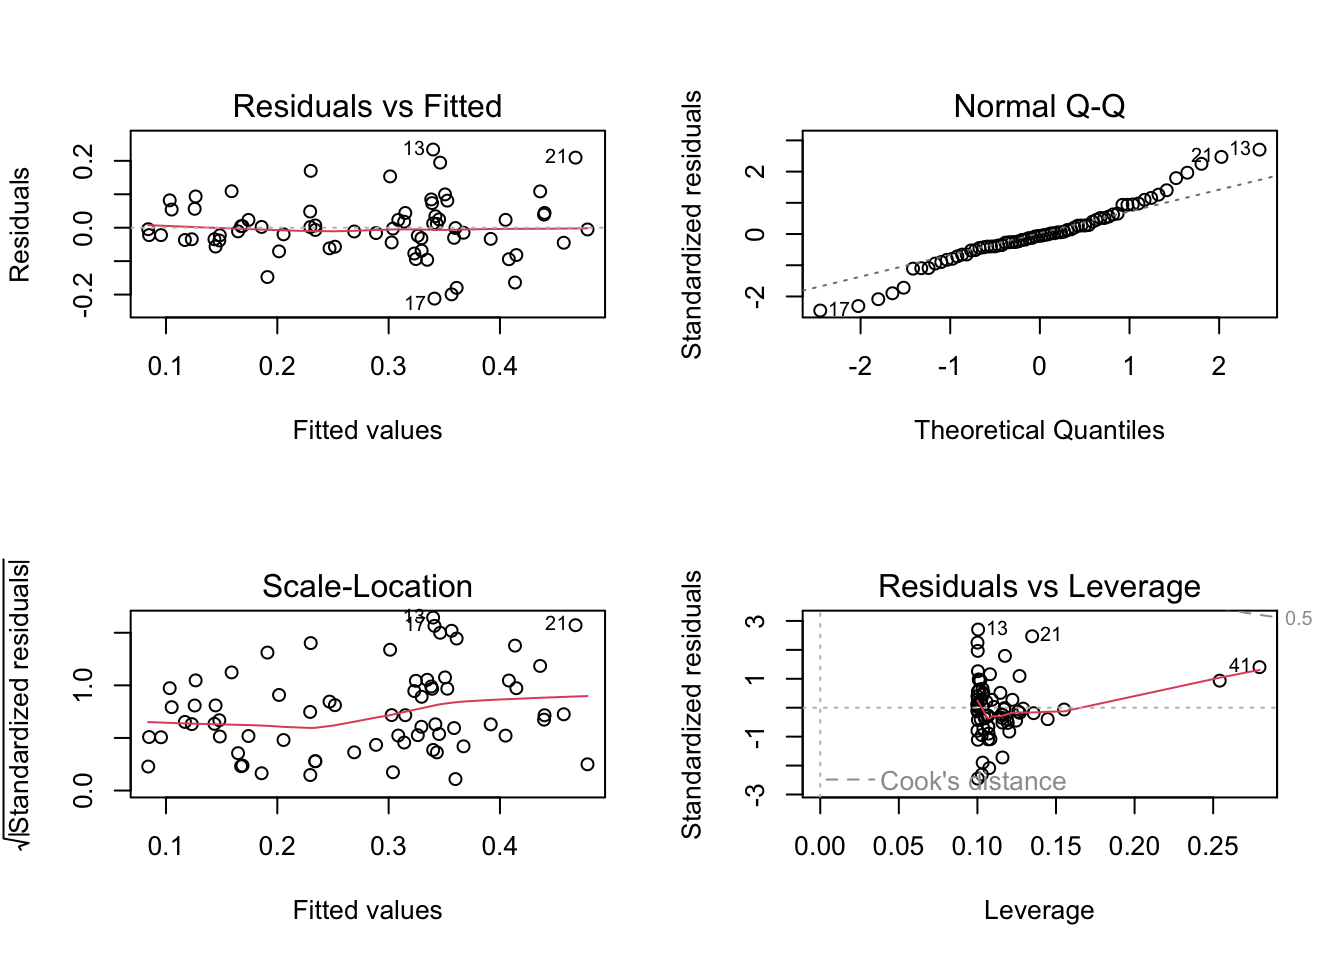 Residuals vs Fitted
Residuals
0.2
0.0
-0.2
13
21
17
0.1 0.2 0.3 0.4
Fitted values
Normal Q-Q
Standardized residuals
2
0
-2
21 13
17
-2 -1 0 1 2
Theoretical Quantiles
Scale-Location
√|Standardized residuals|
1.0
0.0
13
17
21
0.1 0.2 0.3 0.4
Fitted values
Residuals vs Leverage
Standardized residuals
3
1
-1
-3
0.5
13
21
41
Cook's distance
0.00 0.05 0.10 0.15 0.20 0.25
Leverage